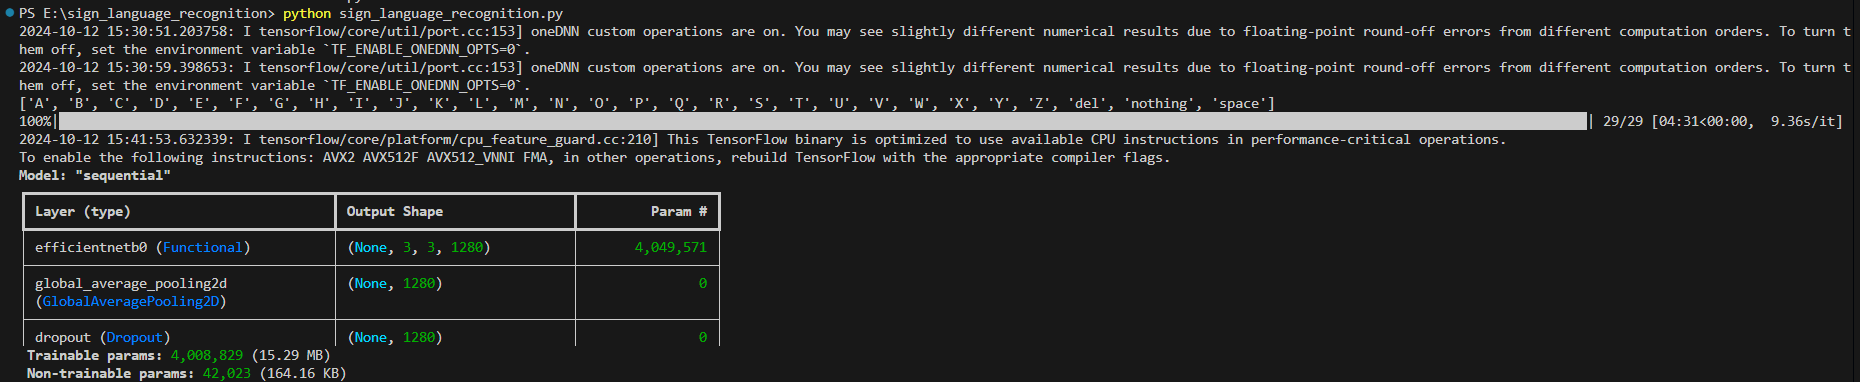 PS E:\sign_language_recognition> python sign_language_recognition.py
2024-10-12 15:30:51.203758: I tensorflow/core/util/port.cc:153] oneDNN custom operations are on. You may see slightly different numerical results due to floating-point round-off errors from different computation orders. To turn t
hem off, set the environment variable `TF_ENABLE_ONEDNN_OPTS=0`.
2024-10-12 15:30:59.398653: I tensorflow/core/util/port.cc:153] oneDNN custom operations are on. You may see slightly different numerical results due to floating-point round-off errors from different computation orders. To turn t
hem off, set the environment variable `TF_ENABLE_ONEDNN_OPTS=0`.
['A', 'B', 'C', 'D', 'E', 'F', 'G', 'H', 'I', 'J', 'K', 'L', 'M', 'N', 'O', 'P', 'Q', 'R', 'S', 'T', 'U', 'V', 'W', 'X', 'Y', 'Z', 'del', 'nothing', 'space']
100%| | 29/29 [04:31<00:00,  9.36s/it]
2024-10-12 15:41:53.632339: I tensorflow/core/platform/cpu_feature_guard.cc:210] This TensorFlow binary is optimized to use available CPU instructions in performance-critical operations.
To enable the following instructions: AVX2 AVX512F AVX512_VNNI FMA, in other operations, rebuild TensorFlow with the appropriate compiler flags.
Model: "sequential"
Layer (type) Output Shape Param #
efficientnetb0 (Functional) (None, 3, 3, 1280) 4,049,571
global_average_pooling2d (None, 1280) 0
(GlobalAveragePooling2D)
dropout (Dropout) (None, 1280) 0
Trainable params: 4,008,829 (15.29 MB)
Non-trainable params: 42,023 (164.16 KB)